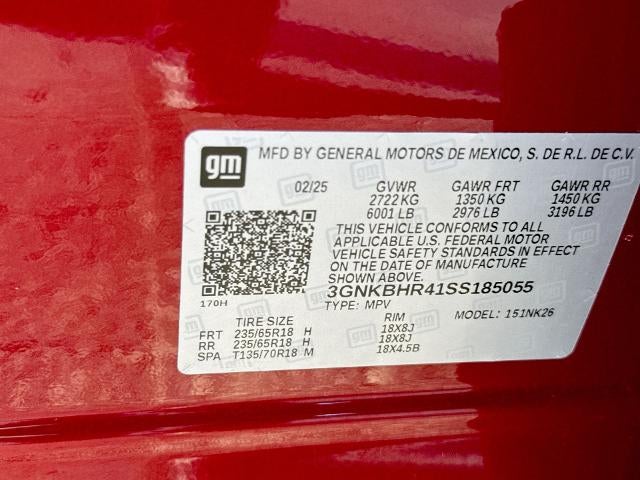 gm MFD BY GENERAL MOTORS DE MEXICO, S. DE R.L. DE C.V.
02/25 GVWR GAWR FRT GAWR RR
2722 KG 1350 KG 1450 KG
6001 LB 2976 LB 3196 LB
THIS VEHICLE CONFORMS TO ALL
APPLICABLE U.S. FEDERAL MOTOR
VEHICLE SAFETY STANDARDS IN EFFECT
ON THE DATE OF MANUFACTURE
SHOWN ABOVE.
170H 3GNKBHR41SS185055
TYPE: MPV MODEL: 151NK26
TIRE SIZE RIM
FRT 235/65R18 H 18X8J
RR 235/65R18 H 18X8J
SPA T135/70R18 M 18X4.5B